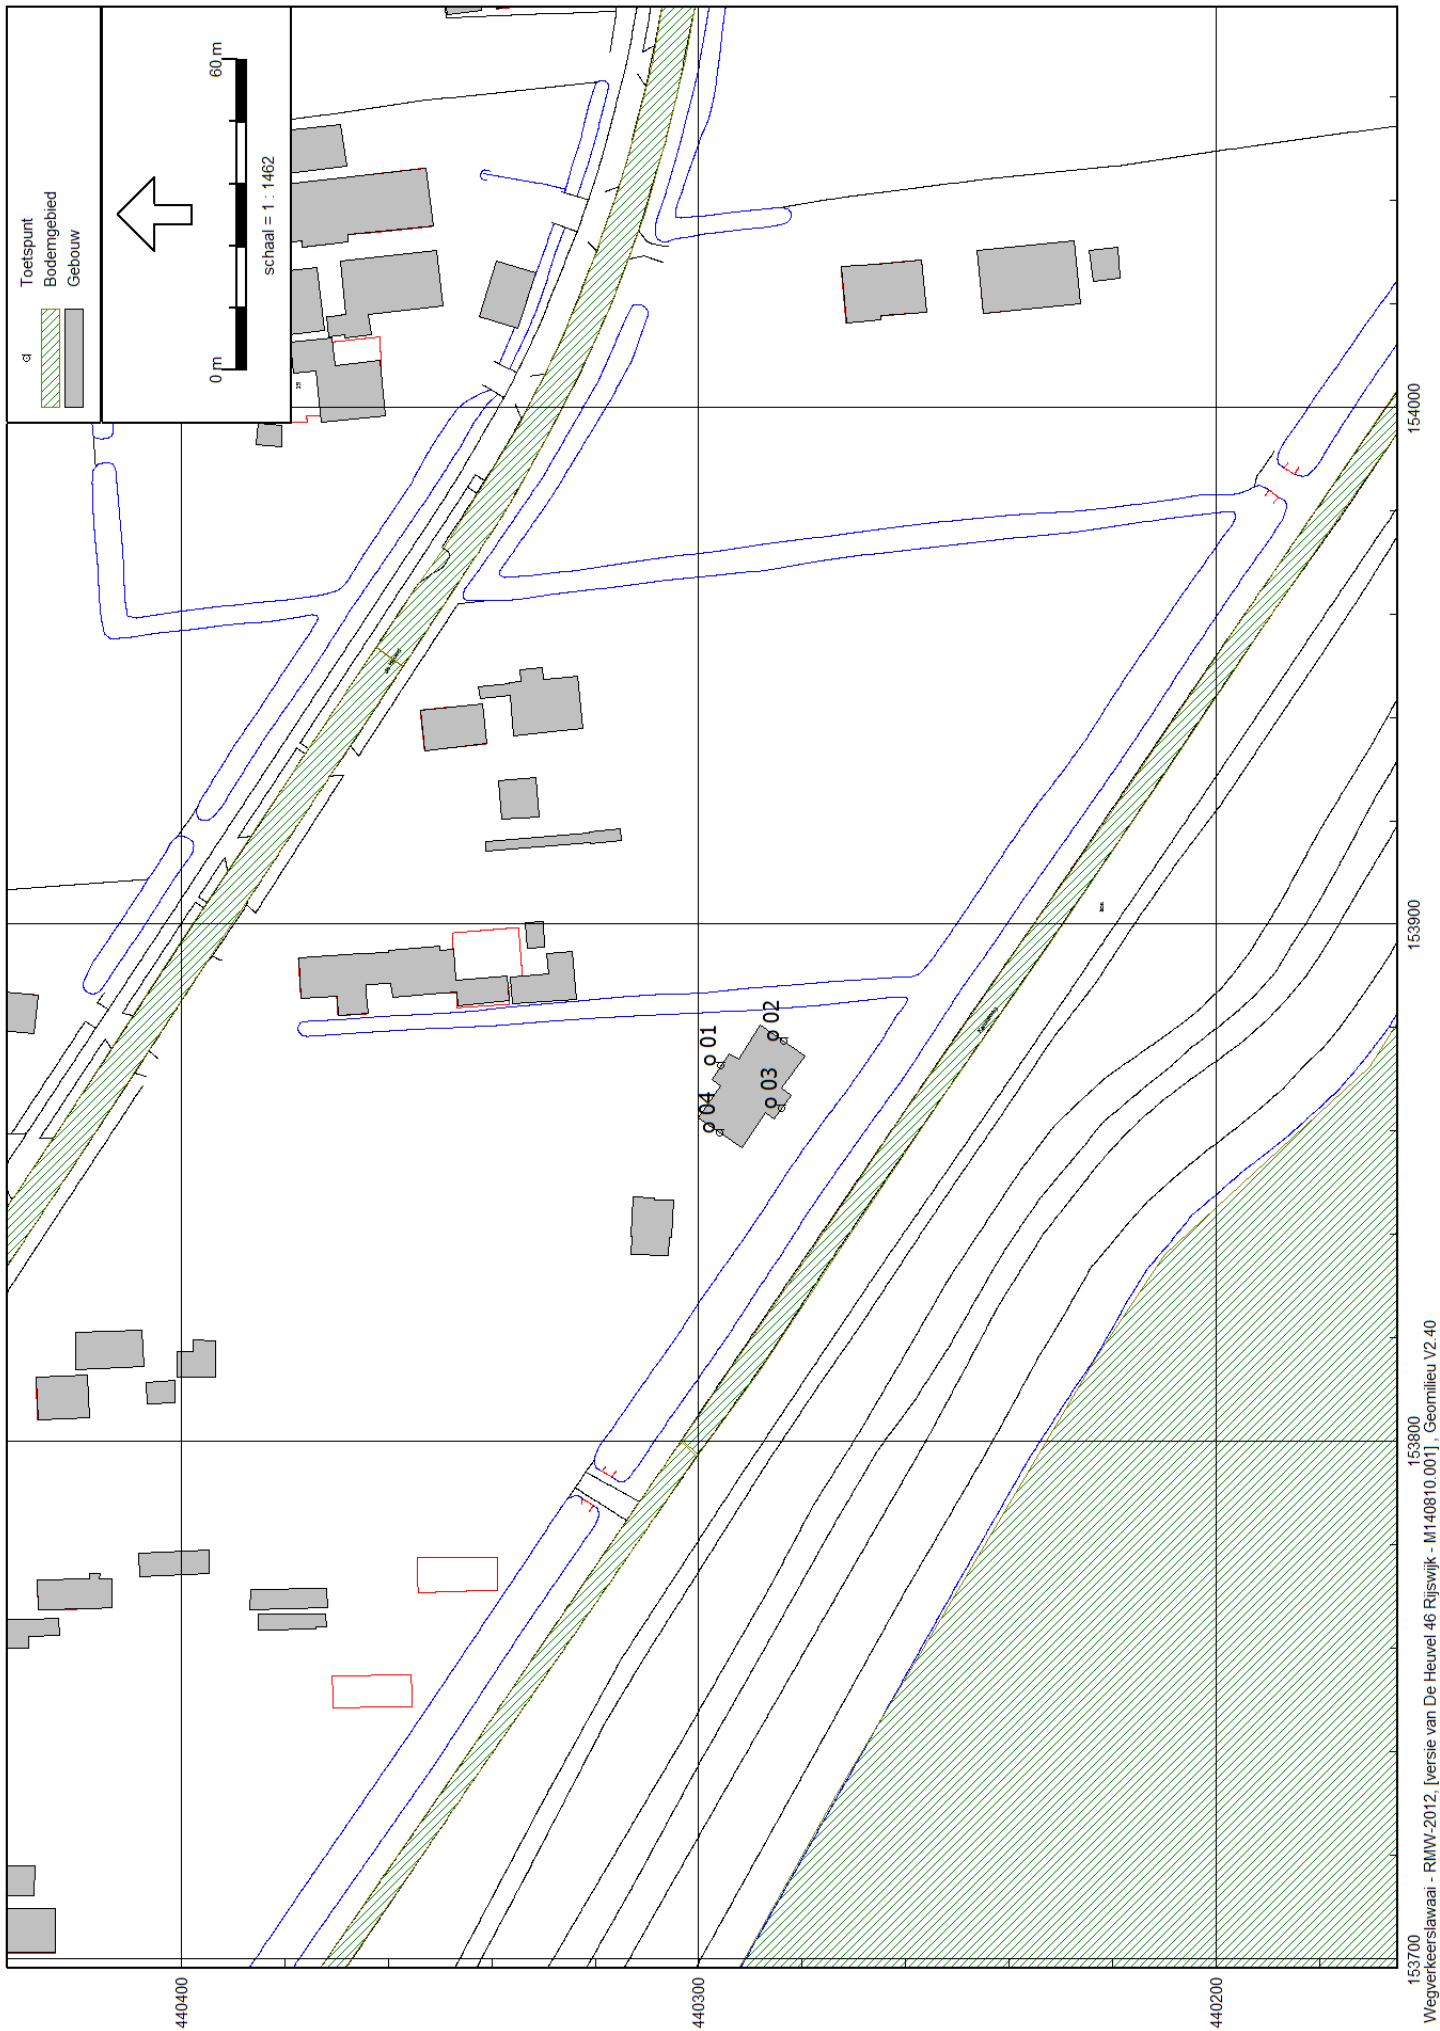 Toetspunt
Bodemgebied
Gebouw
0 m
60 m
schaal = 1 : 1462
01
02
03
04
440400
440300
440200
153700
153800
153900
154000
Wegverkeerslawaai - RMW-2012, [versie van De Heuvel 46 Rijswijk - M140810.001] , Geomilieu V2.40